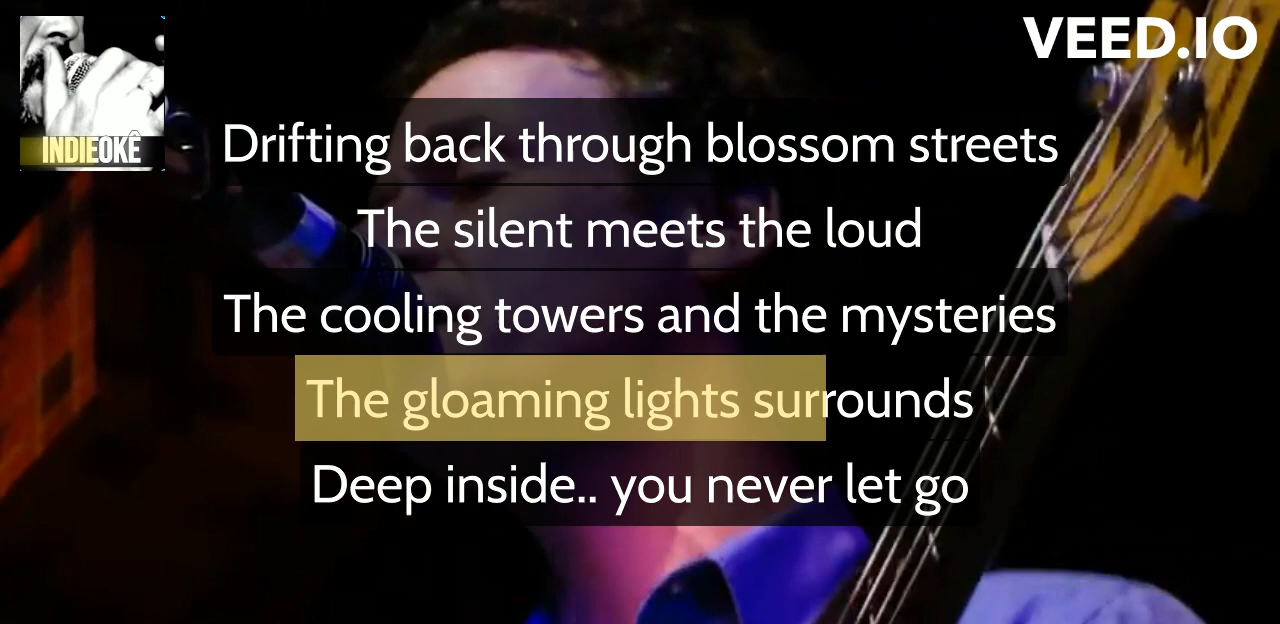 VEED.IO
INDIEOKÊ
Drifting back through blossom streets
The silent meets the loud
The cooling towers and the mysteries
The gloaming lights surrounds
Deep inside.. you never let go